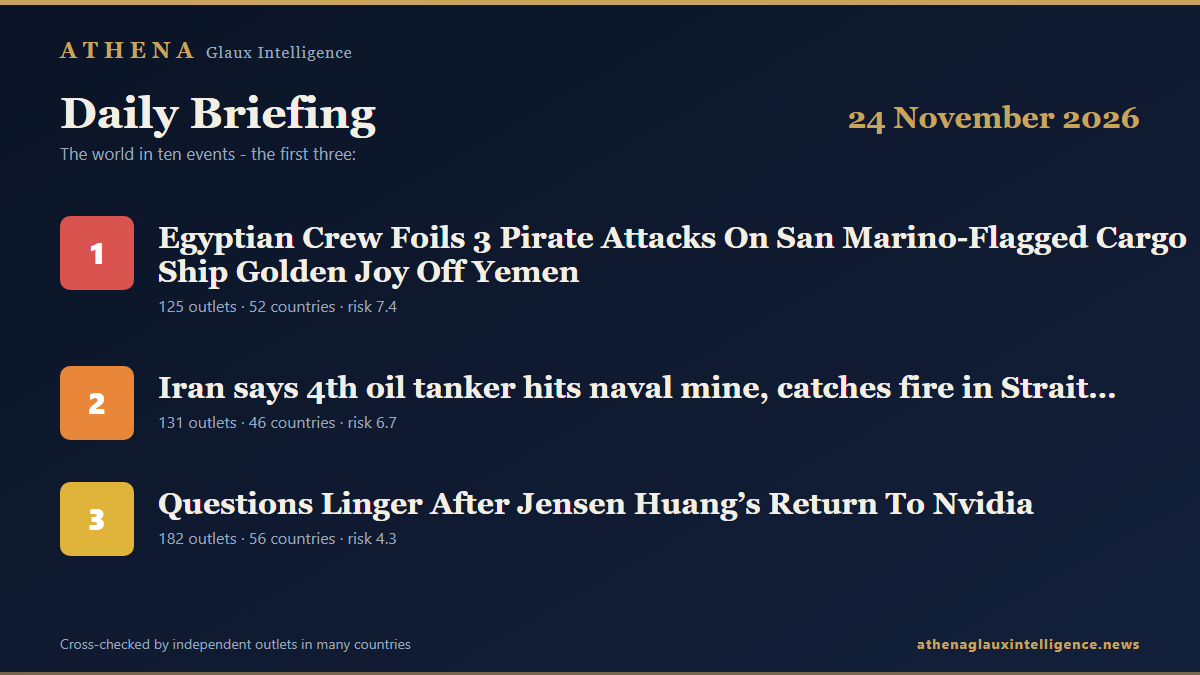 ATHENA Glaux Intelligence
Daily Briefing
24 November 2026
The world in ten events - the first three:
1
Egyptian Crew Foils 3 Pirate Attacks On San Marino-Flagged Cargo
Ship Golden Joy Off Yemen
125 outlets · 52 countries · risk 7.4
2
Iran says 4th oil tanker hits naval mine, catches fire in Strait...
131 outlets · 46 countries · risk 6.7
3
Questions Linger After Jensen Huang’s Return To Nvidia
182 outlets · 56 countries · risk 4.3
Cross-checked by independent outlets in many countries
athenaglauxintelligence.news